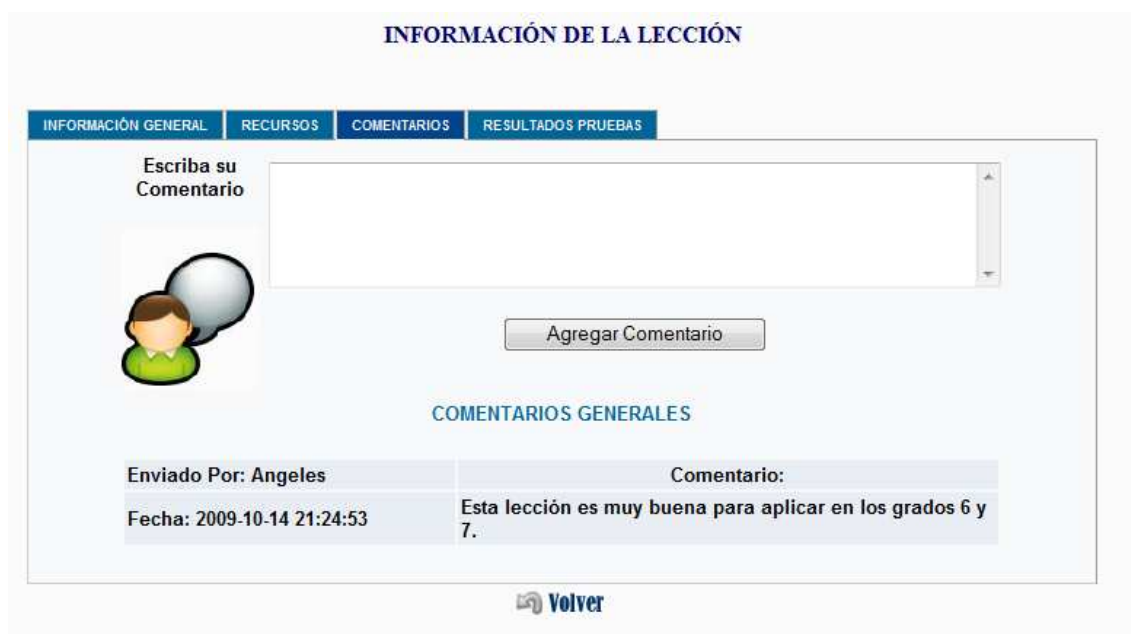 INFORMACIÓN DE LA LECCIÓN
INFORMACIÓN GENERAL RECURSOS COMENTARIOS RESULTADOS PRUEBAS
Escriba su
Comentario
Agregar Comentario
COMENTARIOS GENERALES
Enviado Por: Angeles Comentario:
Fecha: 2009-10-14 21:24:53 Esta lección es muy buena para aplicar en los grados 6 y
7.
Volver